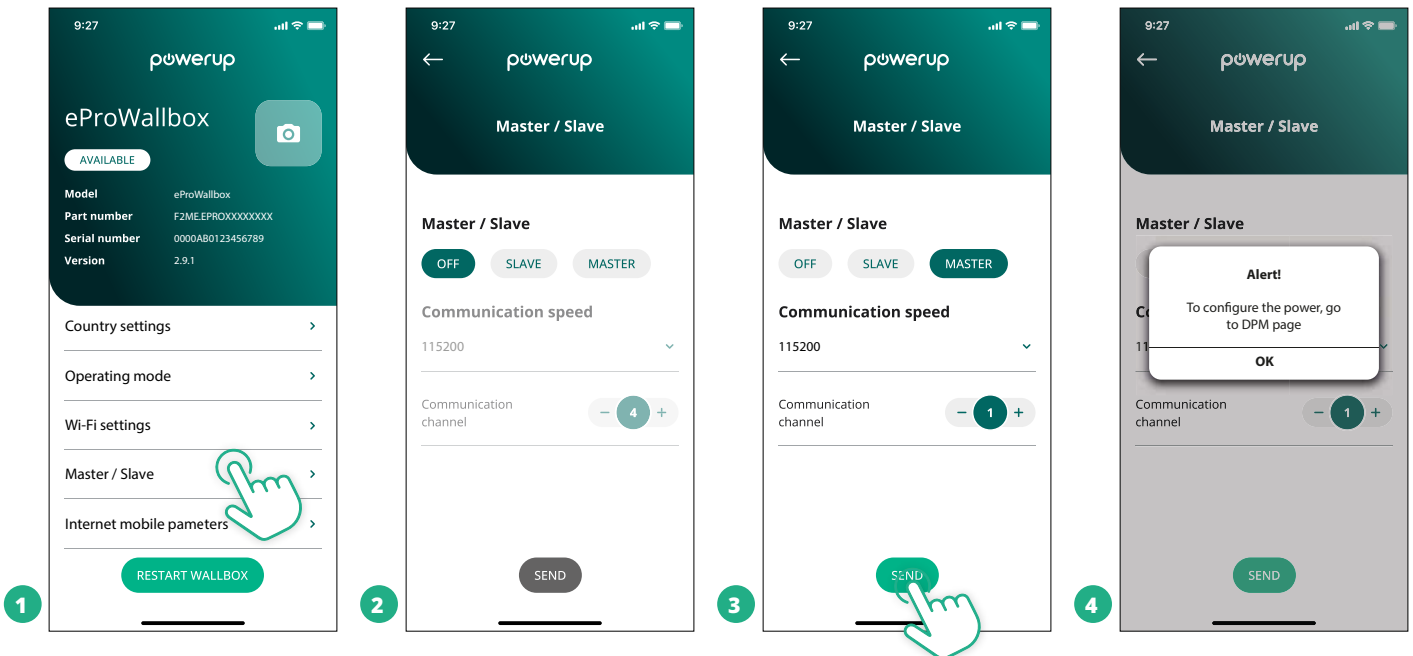 9:27
powerup
eProWallbox
AVAILABLE
Model eProWallbox
Part number F2ME.EPROXXXXXXXX
Serial number 0000AB0123456789
Version 2.9.1
Country settings
Operating mode
Wi-Fi settings
Master / Slave
Internet mobile pameters
RESTART WALLBOX
1
9:27
powerup
Master / Slave
Master / Slave
OFF SLAVE MASTER
Communication speed
115200
Communication
channel
− 4 +
SEND
2
9:27
powerup
Master / Slave
Master / Slave
OFF SLAVE MASTER
Communication speed
115200
Communication
channel
− 1 +
SEND
3
9:27
powerup
Master / Slave
Master / Slave
Alert!
To configure the power, go
to DPM page
OK
C
11
Communication
channel
− 1 +
SEND
4